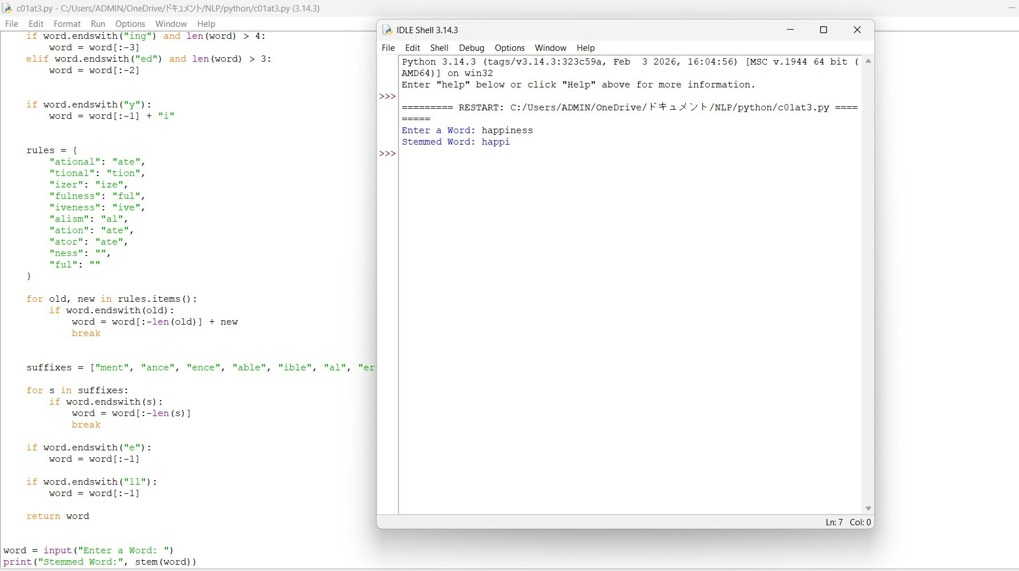 c01at3.py - C:/Users/ADMIN/OneDrive/ドキュメント/NLP/python/c01at3.py (3.14.3)
File Edit Format Run Options Window Help
    if word.endswith("ing") and len(word) > 4:
        word = word[:-3]
    elif word.endswith("ed") and len(word) > 3:
        word = word[:-2]
    if word.endswith("y"):
        word = word[:-1] + "i"
    rules = {
        "ational": "ate",
        "tional": "tion",
        "izer": "ize",
        "fulness": "ful",
        "iveness": "ive",
        "alism": "al",
        "ation": "ate",
        "ator": "ate",
        "ness": "",
        "ful": ""
    }
    for old, new in rules.items():
        if word.endswith(old):
            word = word[:-len(old)] + new
            break
    suffixes = ["ment", "ance", "ence", "able", "ible", "al", "er
    for s in suffixes:
        if word.endswith(s):
            word = word[:-len(s)]
            break
    if word.endswith("e"):
        word = word[:-1]
    if word.endswith("ll"):
        word = word[:-1]
    return word
word = input("Enter a Word: ")
print("Stemmed Word:", stem(word))
IDLE Shell 3.14.3
File Edit Shell Debug Options Window Help
Python 3.14.3 (tags/v3.14.3:323c59a, Feb  3 2026, 16:04:56) [MSC v.1944 64 bit (
AMD64)] on win32
Enter "help" below or click "Help" above for more information.
>>>
========= RESTART: C:/Users/ADMIN/OneDrive/ドキュメント/NLP/python/c01at3.py ====
=====
Enter a Word: happiness
Stemmed Word: happi
>>>
Ln: 7 Col: 0